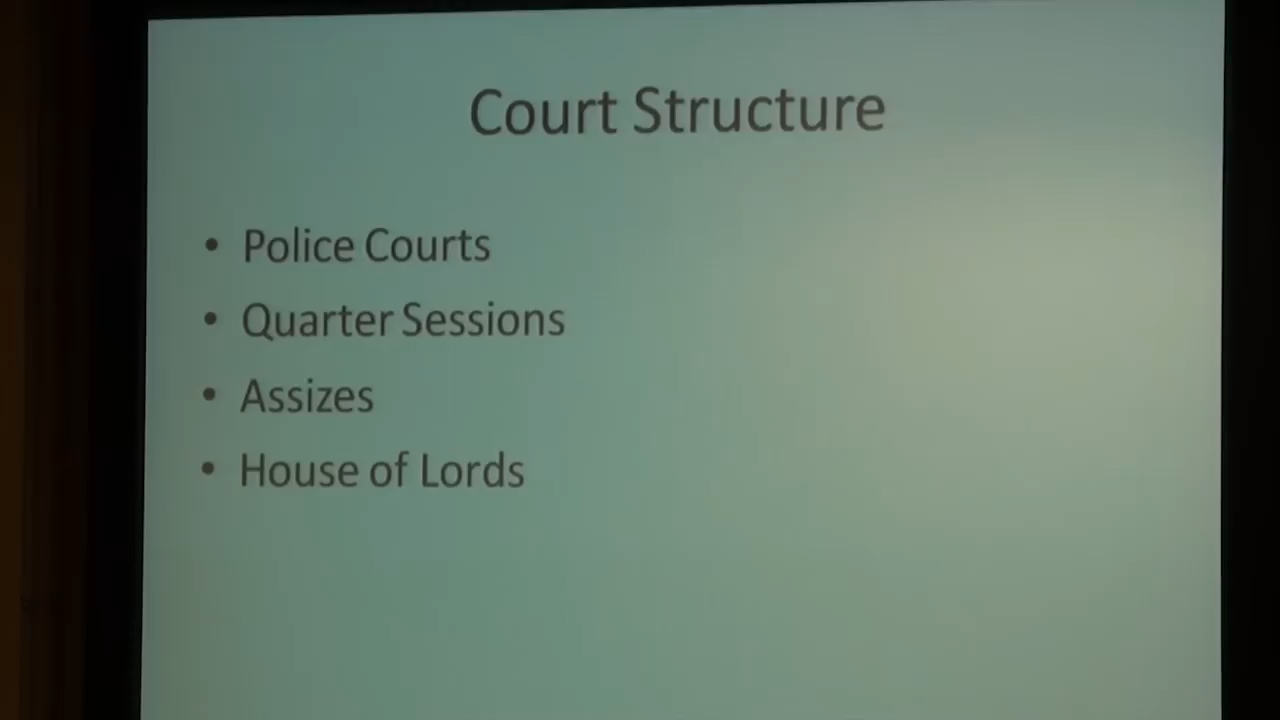 Court Structure
• Police Courts
• Quarter Sessions
• Assizes
• House of Lords